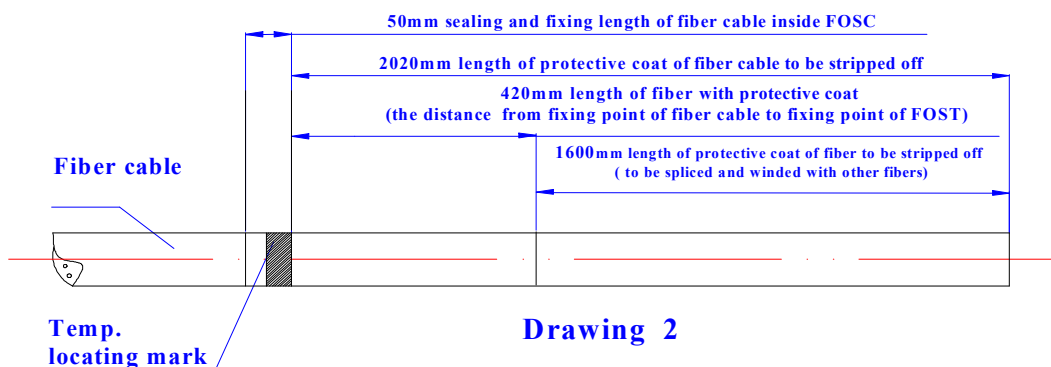 50mm sealing and fixing length of fiber cable inside FOSC
2020mm length of protective coat of fiber cable to be stripped off
420mm length of fiber with protective coat
(the distance from fixing point of fiber cable to fixing point of FOST)
1600mm length of protective coat of fiber to be stripped off
( to be spliced and winded with other fibers)
Fiber cable
Temp.
locating mark
Drawing 2